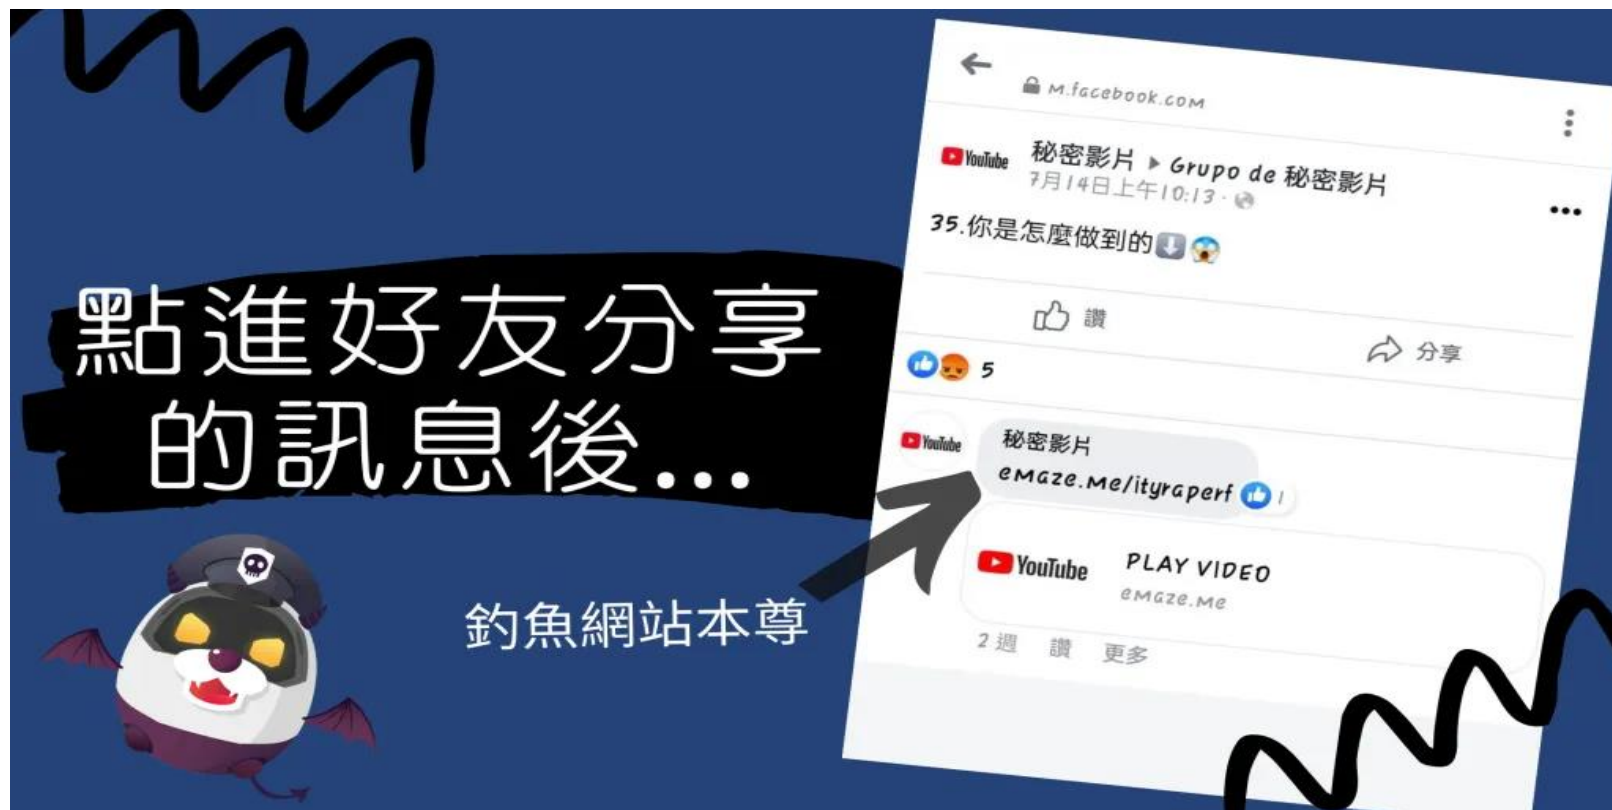 點進好友分享
的訊息後...
釣魚網站本尊
m.facebook.com
YouTube
秘密影片 ▸ Grupo de 秘密影片
7月14日上午10:13 ·
35.你是怎麼做到的⬇️😱
讚
分享
5
YouTube
秘密影片
emaze.me/ityraperf
1
YouTube
PLAY VIDEO
emaze.me
2 週 讚 更多